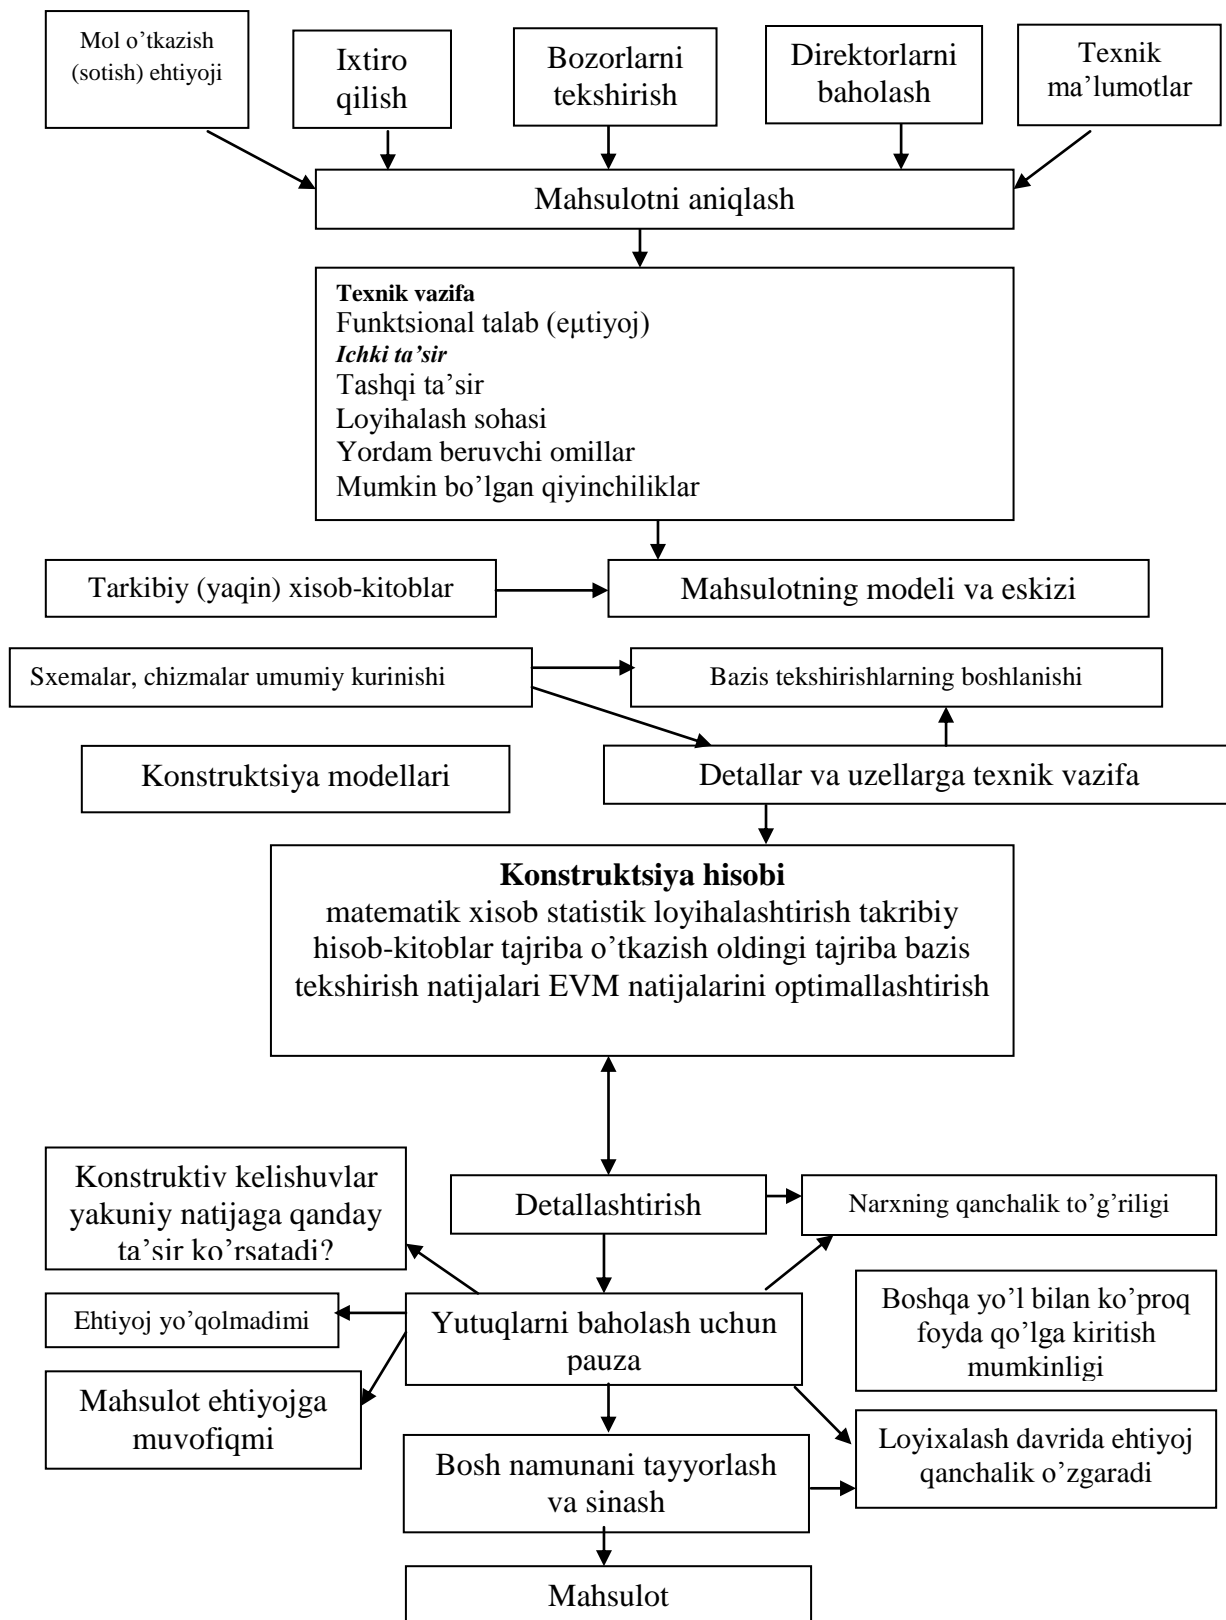 Mol o’tkazish
(sotish) ehtiyoji
Ixtiro
qilish
Bozorlarni
tekshirish
Direktorlarni
baholash
Texnik
ma’lumotlar
Mahsulotni aniqlash
Texnik vazifa
Funktsional talab (eµtiyoj)
Ichki ta’sir
Tashqi ta’sir
Loyihalash sohasi
Yordam beruvchi omillar
Mumkin bo’lgan qiyinchiliklar
Tarkibiy (yaqin) xisob-kitoblar
Mahsulotning modeli va eskizi
Sxemalar, chizmalar umumiy kurinishi
Bazis tekshirishlarning boshlanishi
Konstruktsiya modellari
Detallar va uzellarga texnik vazifa
Konstruktsiya hisobi
matematik xisob statistik loyihalashtirish takribiy
hisob-kitoblar tajriba o’tkazish oldingi tajriba bazis
tekshirish natijalari EVM natijalarini optimallashtirish
Konstruktiv kelishuvlar
yakuniy natijaga qanday
ta’sir ko’rsatadi?
Detallashtirish
Narxning qanchalik to’g’riligi
Ehtiyoj yo’qolmadimi
Yutuqlarni baholash uchun
pauza
Boshqa yo’l bilan ko’proq
foyda qo’lga kiritish
mumkinligi
Mahsulot ehtiyojga
muvofiqmi
Bosh namunani tayyorlash
va sinash
Loyixalash davrida ehtiyoj
qanchalik o’zgaradi
Mahsulot